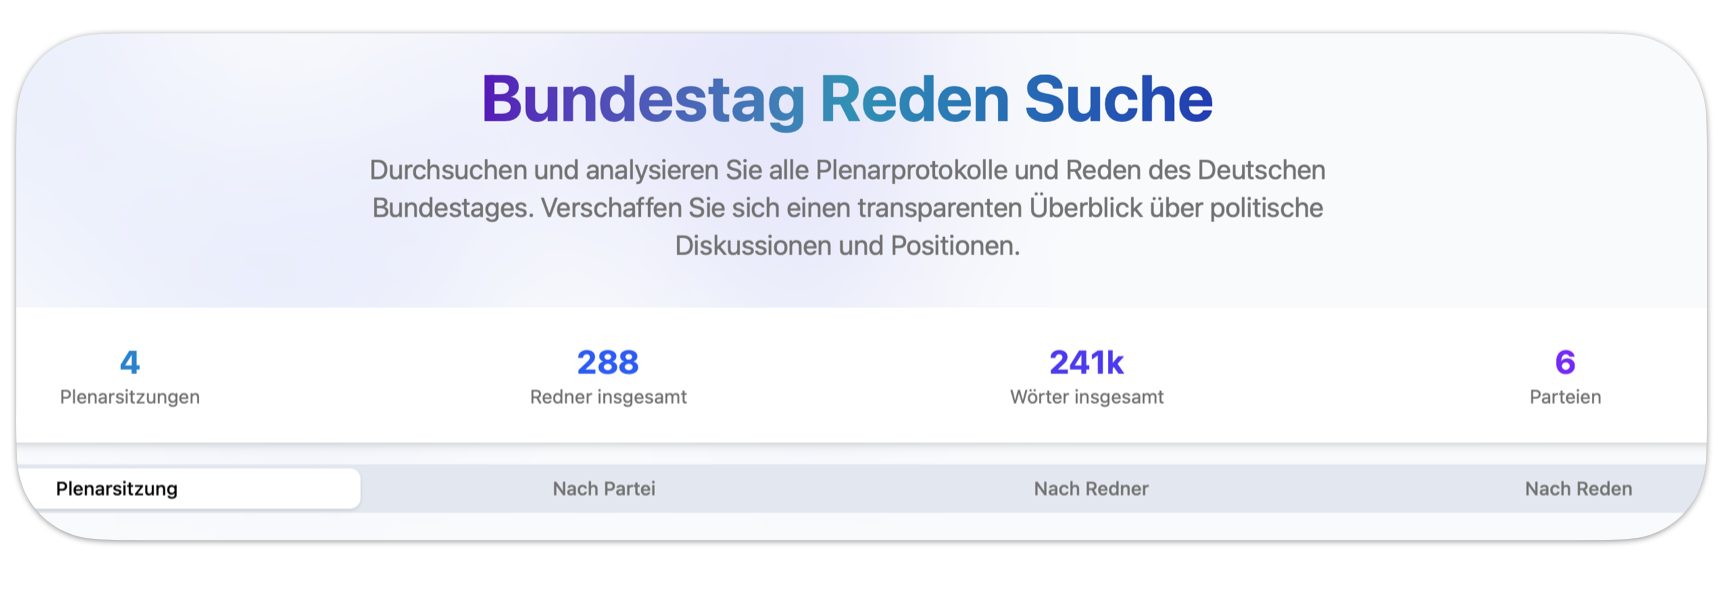 Bundestag Reden Suche
Durchsuchen und analysieren Sie alle Plenarprotokolle und Reden des Deutschen
Bundestages. Verschaffen Sie sich einen transparenten Überblick über politische
Diskussionen und Positionen.
4 288 241k 6
Plenarsitzungen Redner insgesamt Wörter insgesamt Parteien
Plenarsitzung Nach Partei Nach Redner Nach Reden